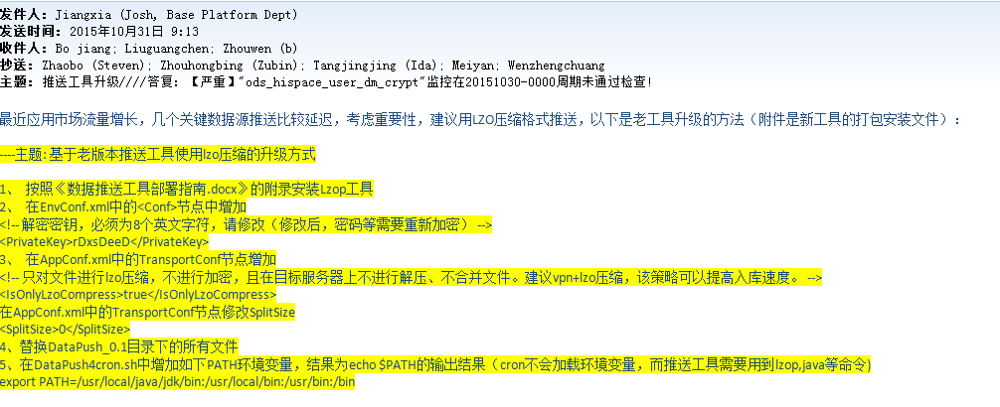 发件人: Jiangxia (Josh, Base Platform Dept)
发送时间: 2015年10月31日 9:13
收件人: Bo jiang; Liuguangchen; Zhouwen (b)
抄送: Zhaobo (Steven); Zhouhongbing (Zubin); Tangjingjing (Ida); Meiyan; Wenzhengchuang
主题: 推送工具升级////答复: 【严重】"ods_hispace_user_dm_crypt"监控在20151030-0000周期未通过检查!
最近应用市场流量增长，几个关键数据源推送比较延迟，考虑重要性，建议用LZO压缩格式推送，以下是老工具升级的方法（附件是新工具的打包安装文件）：
----主题: 基于老版本推送工具使用lzo压缩的升级方式
1、 按照《数据推送工具部署指南.docx》的附录安装Lzop工具
2、 在EnvConf.xml中的<Conf>节点中增加
<!-- 解密密钥，必须为8个英文字符，请修改（修改后，密码等需要重新加密） -->
<PrivateKey>rDxsDeeD</PrivateKey>
3、 在AppConf.xml中的TransportConf节点增加
<!-- 只对文件进行lzo压缩，不进行加密，且在目标服务器上不进行解压、不合并文件。建议vpn+lzo压缩，该策略可以提高入库速度。 -->
<IsOnlyLzoCompress>true</IsOnlyLzoCompress>
在AppConf.xml中的TransportConf节点修改SplitSize
<SplitSize>0</SplitSize>
4、替换DataPush_0.1目录下的所有文件
5、在DataPush4cron.sh中增加如下PATH环境变量，结果为echo $PATH的输出结果（cron不会加载环境变量，而推送工具需要用到lzop,java等命令)
export PATH=/usr/local/java/jdk/bin:/usr/local/bin:/usr/bin:/bin